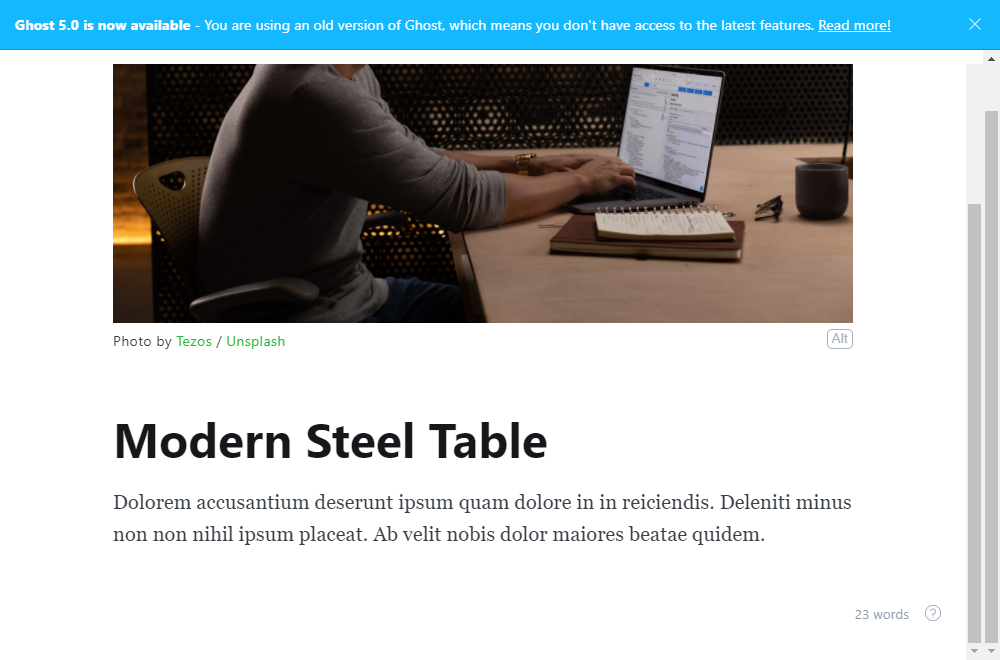 Ghost 5.0 is now available - You are using an old version of Ghost, which means you don't have access to the latest features. Read more!
Photo by Tezos / Unsplash
Alt
Modern Steel Table
Dolorem accusantium deserunt ipsum quam dolore in in reiciendis. Deleniti minus
non non nihil ipsum placeat. Ab velit nobis dolor maiores beatae quidem.
23 words
?